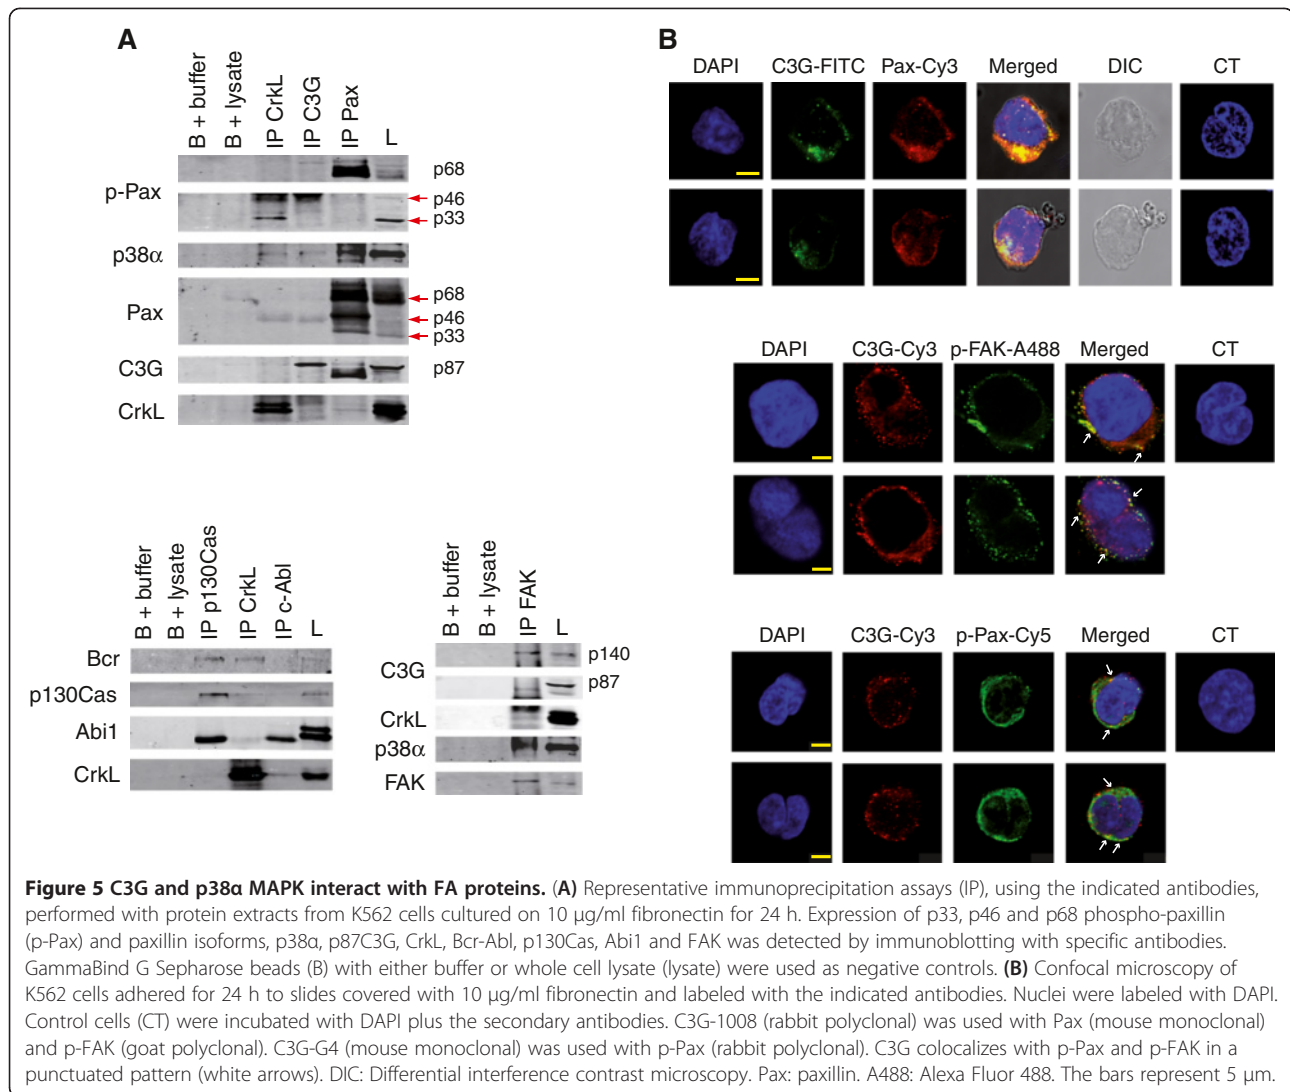 A
B + buffer
B + lysate
IP CrkL
IP C3G
IP Pax
L
p-Pax
p68
p46
p33
p38α
Pax
p68
p46
p33
C3G
p87
CrkL
B + buffer
B + lysate
IP p130Cas
IP CrkL
IP c-Abl
L
Bcr
p130Cas
Abi1
CrkL
B + buffer
B + lysate
IP FAK
L
C3G
p140
p87
CrkL
p38α
FAK
B
DAPI C3G-FITC Pax-Cy3 Merged DIC CT
DAPI C3G-Cy3 p-FAK-A488 Merged CT
DAPI C3G-Cy3 p-Pax-Cy5 Merged CT
Figure 5 C3G and p38α MAPK interact with FA proteins. (A) Representative immunoprecipitation assays (IP), using the indicated antibodies,
performed with protein extracts from K562 cells cultured on 10 μg/ml fibronectin for 24 h. Expression of p33, p46 and p68 phospho-paxillin
(p-Pax) and paxillin isoforms, p38α, p87C3G, CrkL, Bcr-Abl, p130Cas, Abi1 and FAK was detected by immunoblotting with specific antibodies.
GammaBind G Sepharose beads (B) with either buffer or whole cell lysate (lysate) were used as negative controls. (B) Confocal microscopy of
K562 cells adhered for 24 h to slides covered with 10 μg/ml fibronectin and labeled with the indicated antibodies. Nuclei were labeled with DAPI.
Control cells (CT) were incubated with DAPI plus the secondary antibodies. C3G-1008 (rabbit polyclonal) was used with Pax (mouse monoclonal)
and p-FAK (goat polyclonal). C3G-G4 (mouse monoclonal) was used with p-Pax (rabbit polyclonal). C3G colocalizes with p-Pax and p-FAK in a
punctuated pattern (white arrows). DIC: Differential interference contrast microscopy. Pax: paxillin. A488: Alexa Fluor 488. The bars represent 5 μm.